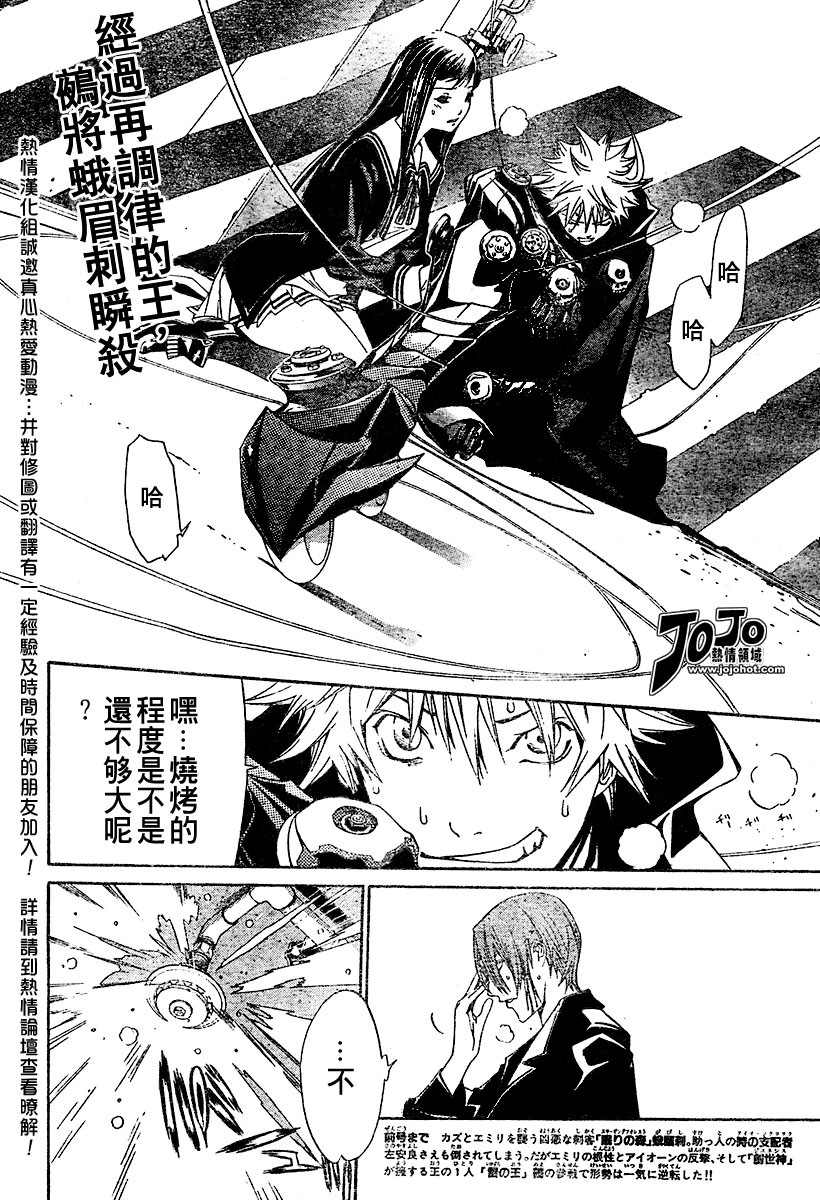 經過再調律的王，
鵺將蛾眉刺瞬殺
哈
哈
哈
JOJO
熱情領域
www.jojohot.com
嘿…燒烤的
程度是不是
還不够大呢
？
…
不
前号まで カズとエミリを襲う凶悪な刺客「眠りの森」蛾眉刺。助っ人の時の支配者
左安良さえも倒されてしまう。だがエミリの根性とアイオーンの反撃、そして「創世神」
が擁する王の1人「轟の王」鵺の参戦で形勢は一気に逆転した!!
熱情漢化組誠邀真心熱愛動漫…并對修圖或翻譯有一定經驗及時間保障的朋友加入！ 詳情請到熱情論壇查看瞭解！